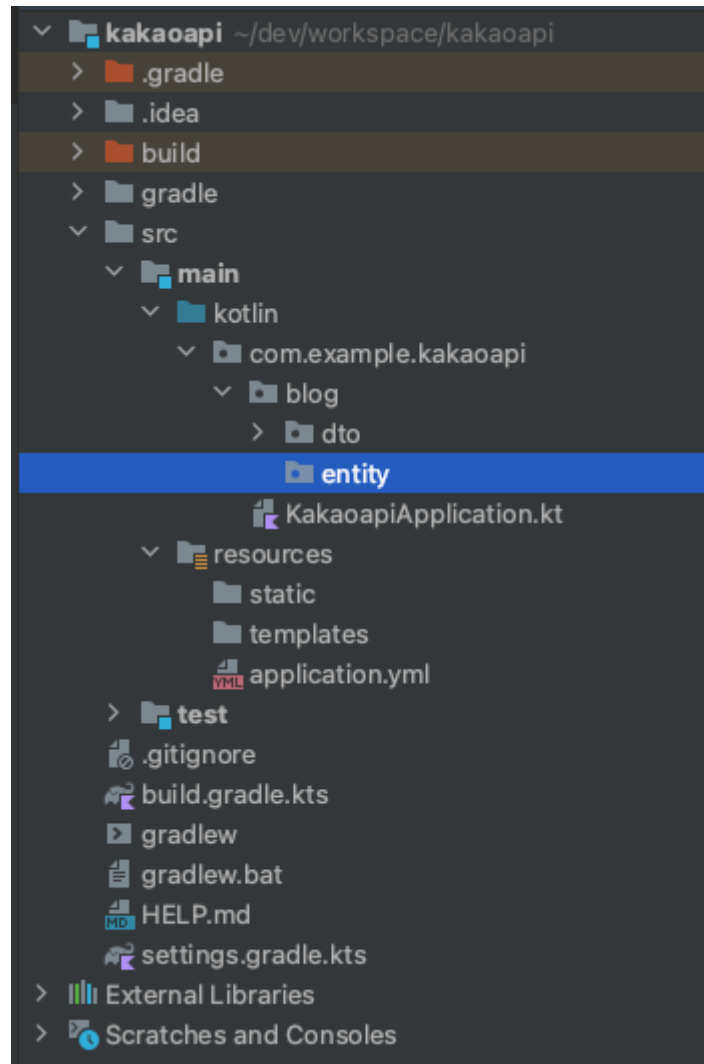 kakaoapi ~/dev/workspace/kakaoapi
.gradle
.idea
build
gradle
src
main
kotlin
com.example.kakaoapi
blog
dto
entity
KakaoapiApplication.kt
resources
static
templates
YML application.yml
test
.gitignore
build.gradle.kts
gradlew
gradlew.bat
MD HELP.md
settings.gradle.kts
External Libraries
Scratches and Consoles